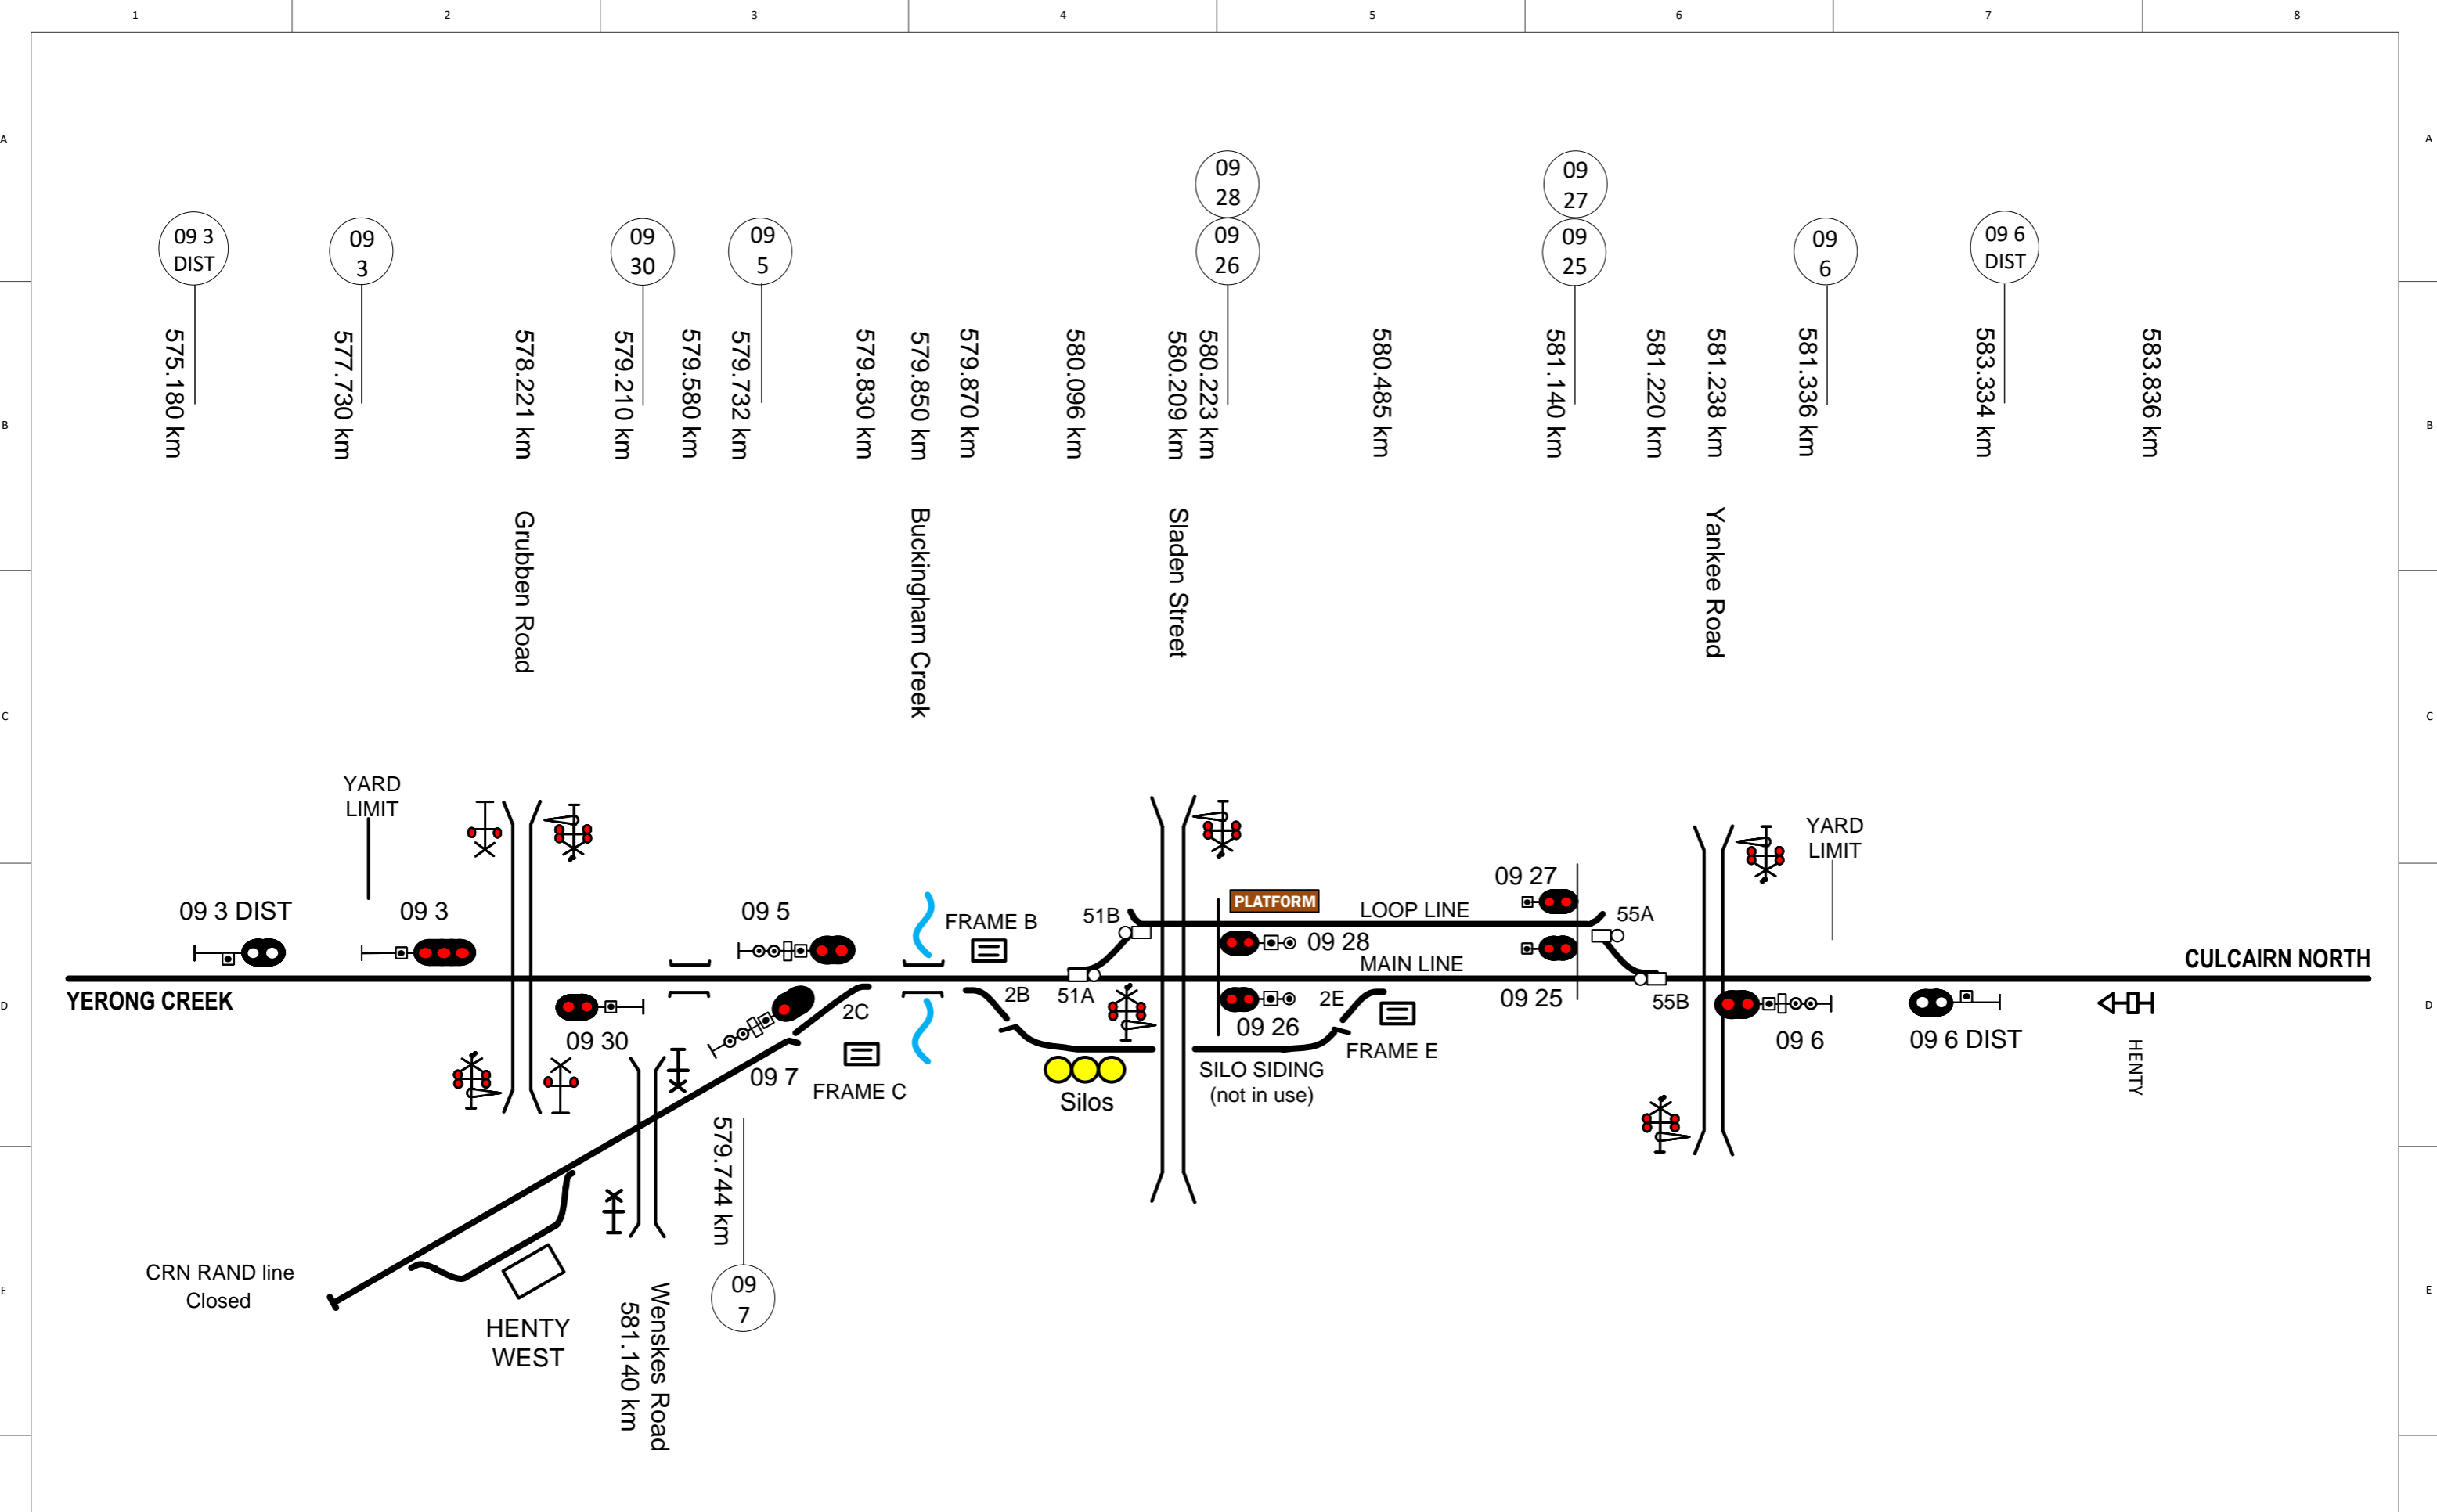 1 2 3 4 5 6 7 8
A A
09
28
09
27
09 3
DIST
09
3
09
30
09
5
09
26
09
25
09
6
09 6
DIST
B B
575.180 km
577.730 km
578.221 km
579.210 km
579.580 km
579.732 km
579.830 km
579.850 km
579.870 km
580.096 km
580.209 km
580.223 km
580.485 km
581.140 km
581.220 km
581.238 km
581.336 km
583.334 km
583.836 km
Grubben Road
Buckingham Creek
Sladen Street
Yankee Road
C C
YARD
LIMIT
YARD
LIMIT
09 3 DIST
09 3
09 5
FRAME B
51B
PLATFORM
LOOP LINE
09 27
55A
09 28
MAIN LINE
CULCAIRN NORTH
YERONG CREEK
D D
09 30
2C
2B
51A
09 26
2E
09 25
55B
09 6
09 6 DIST
HENTY
09 7
FRAME C
FRAME E
Silos
SILO SIDING
(not in use)
579.744 km
E E
CRN RAND line
Closed
HENTY
WEST
Wenskes Road
581.140 km
09
7